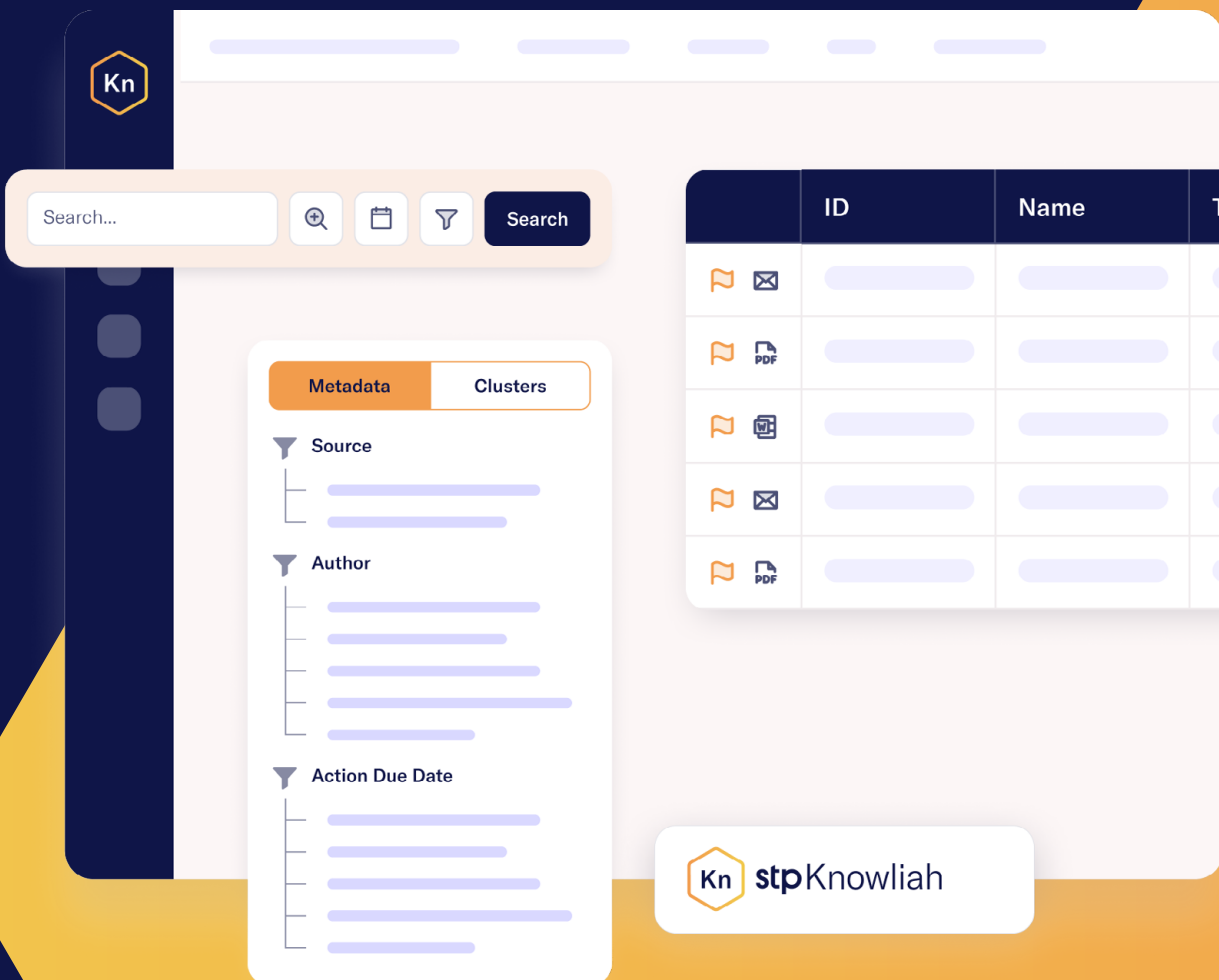 Kn
Search...
Search
ID
Name
T
PDF
W
PDF
Metadata
Clusters
Source
Author
Action Due Date
Kn
stpKnowliah